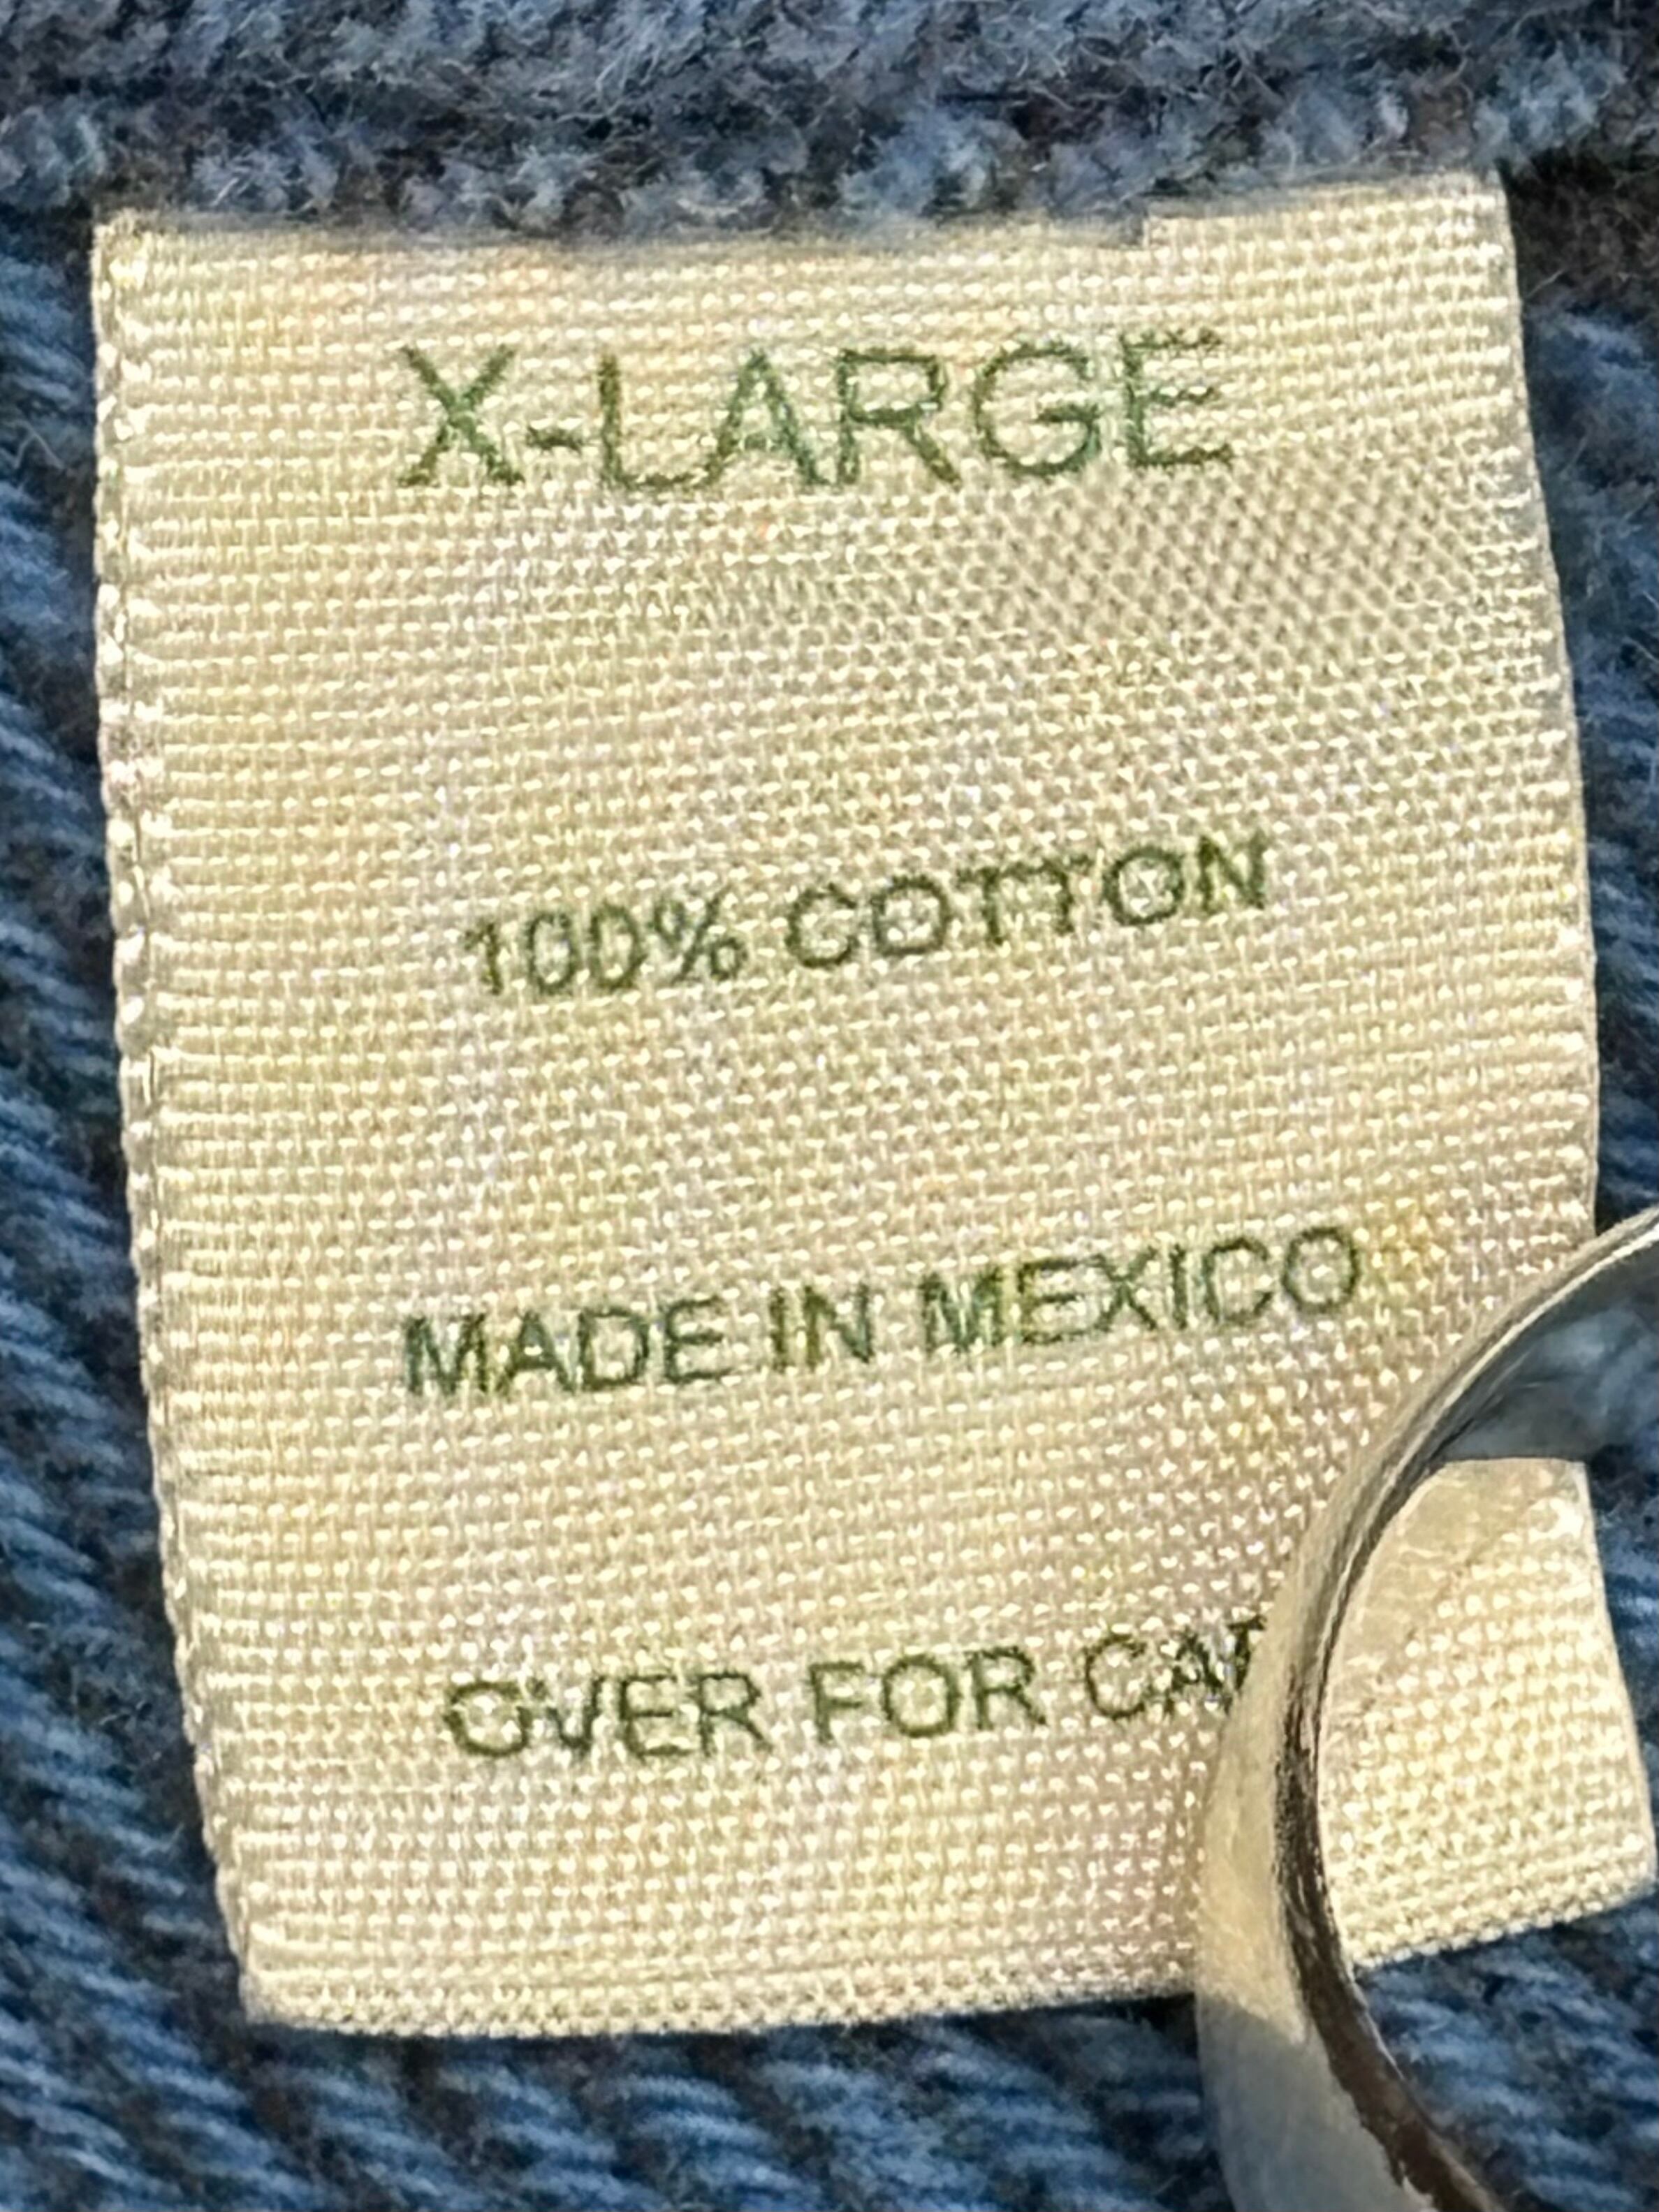 X-LARGE
100% COTTON
MADE IN MEXICO
OVER FOR